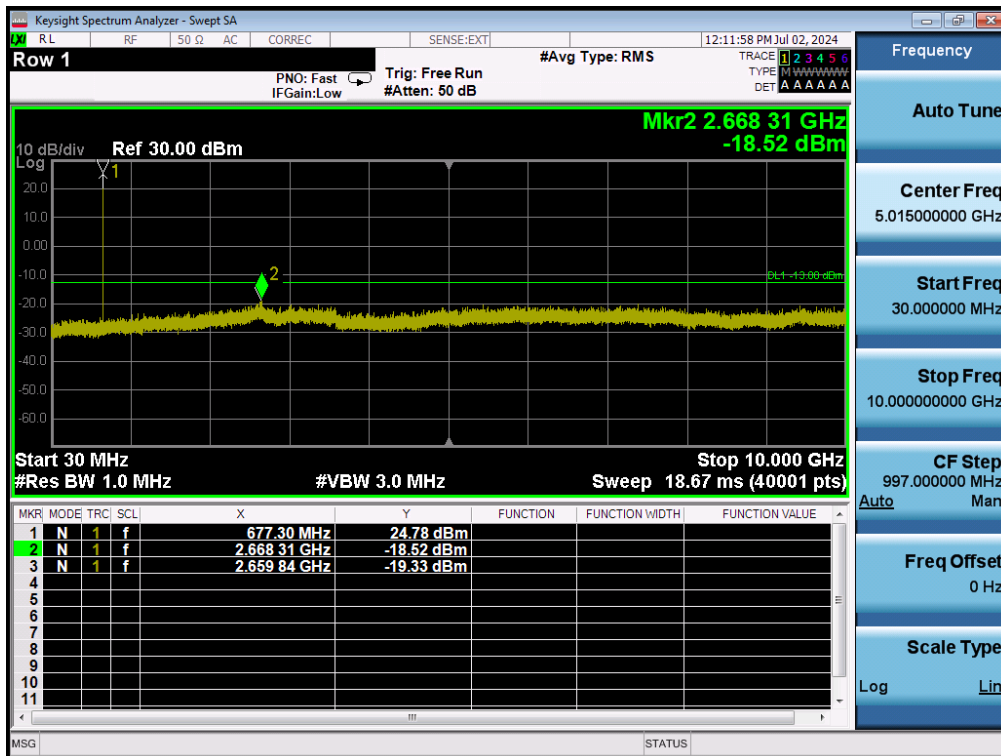 Keysight Spectrum Analyzer - Swept SA
LXI RL RF 50 Ω AC CORREC SENSE:EXT 12:11:58 PM Jul 02, 2024
Row 1
#Avg Type: RMS
TRACE 1 2 3 4 5 6
TYPE M WWWWW
DET A A A A A A
PNO: Fast
IFGain:Low
Trig: Free Run
#Atten: 50 dB
Mkr2 2.668 31 GHz
-18.52 dBm
10 dB/div Ref 30.00 dBm
Log
1
20.0
10.0
0.00
2
-10.0
DL1 -13.00 dBm
-20.0
-30.0
-40.0
-50.0
-60.0
Start 30 MHz Stop 10.000 GHz
#Res BW 1.0 MHz #VBW 3.0 MHz Sweep 18.67 ms (40001 pts)
MKR MODE TRC SCL X Y FUNCTION FUNCTION WIDTH FUNCTION VALUE
1 N 1 f 677.30 MHz 24.78 dBm
2 N 1 f 2.668 31 GHz -18.52 dBm
3 N 1 f 2.659 84 GHz -19.33 dBm
4
5
6
7
8
9
10
11
MSG STATUS
Frequency
Auto Tune
Center Freq
5.015000000 GHz
Start Freq
30.000000 MHz
Stop Freq
10.000000000 GHz
CF Step
997.000000 MHz
Auto Man
Freq Offset
0 Hz
Scale Type
Log Lin